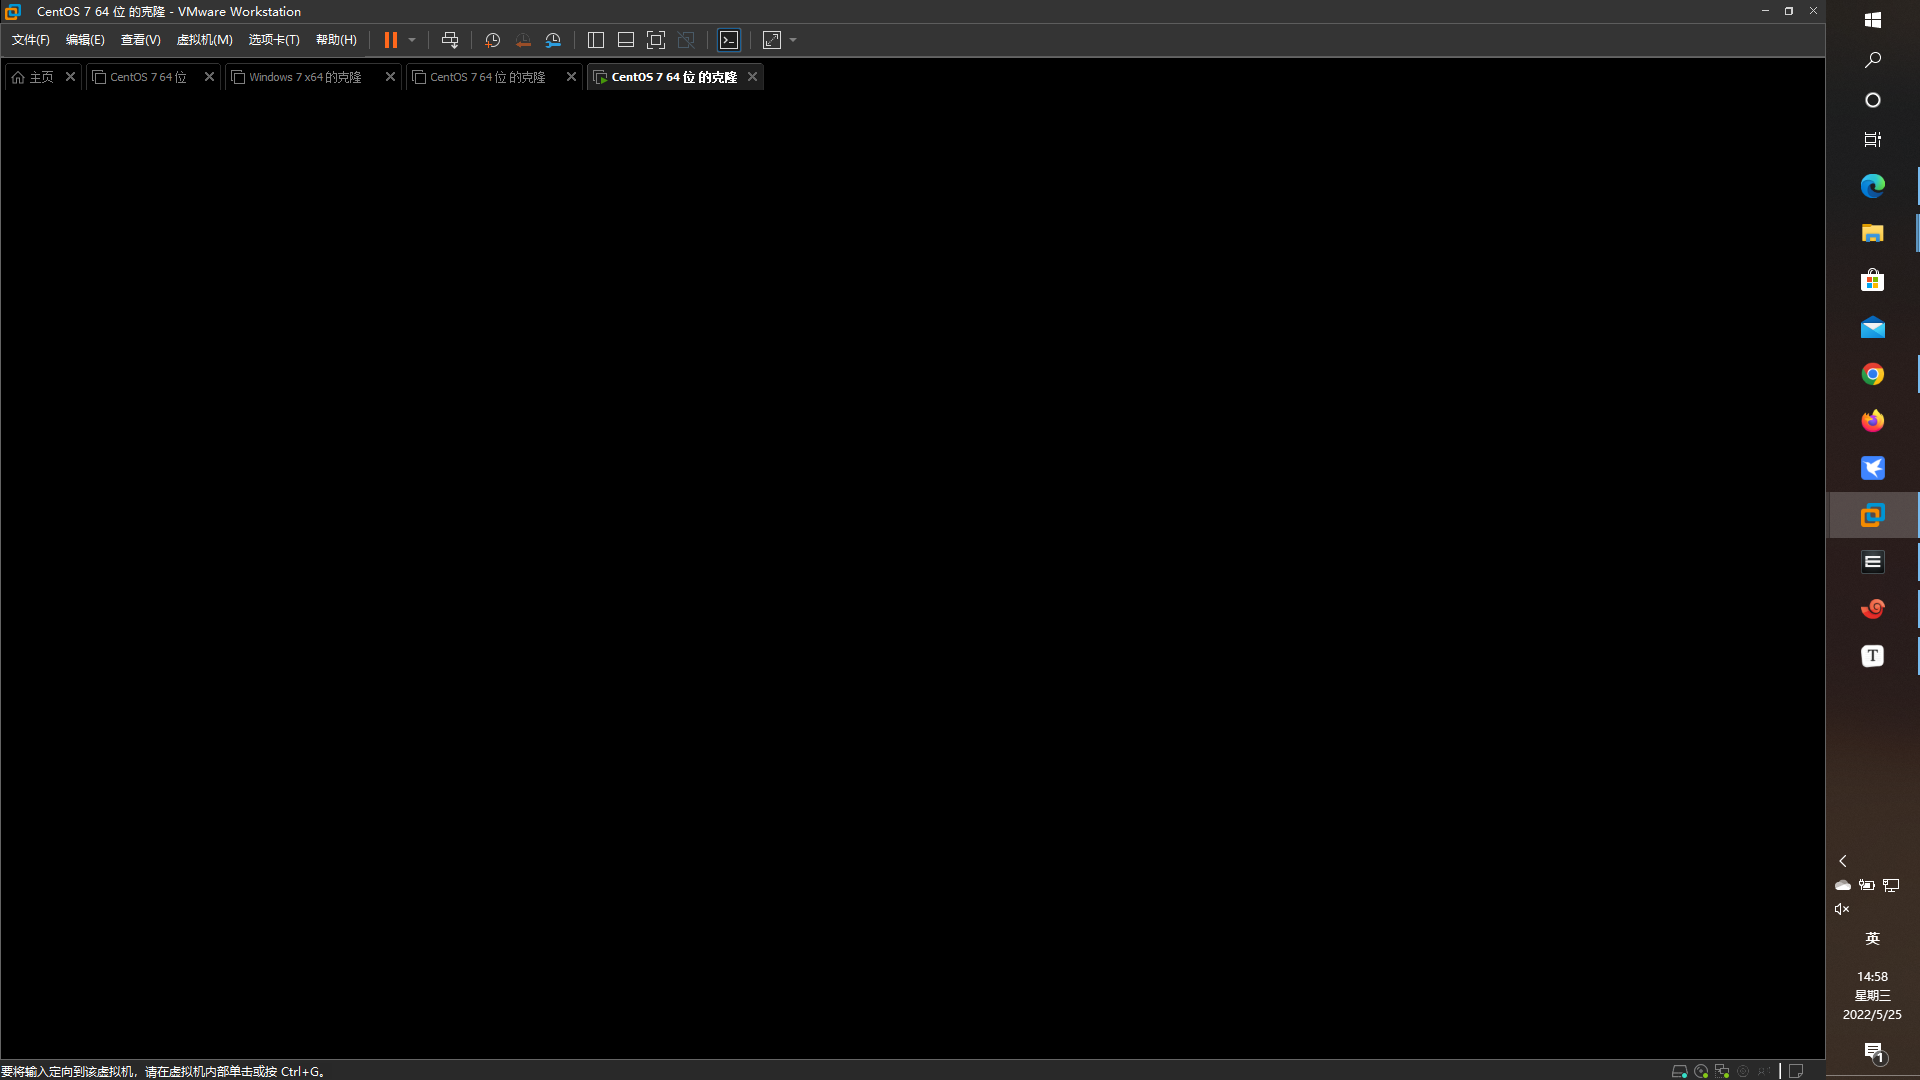 CentOS 7 64 位 的克隆 - VMware Workstation
文件(F) 编辑(E) 查看(V) 虚拟机(M) 选项卡(T) 帮助(H)
主页 CentOS 7 64 位 Windows 7 x64 的克隆 CentOS 7 64 位 的克隆 CentOS 7 64 位 的克隆
T
英
14:58
星期三
2022/5/25
1
要将输入定向到该虚拟机，请在虚拟机内部单击或按 Ctrl+G。